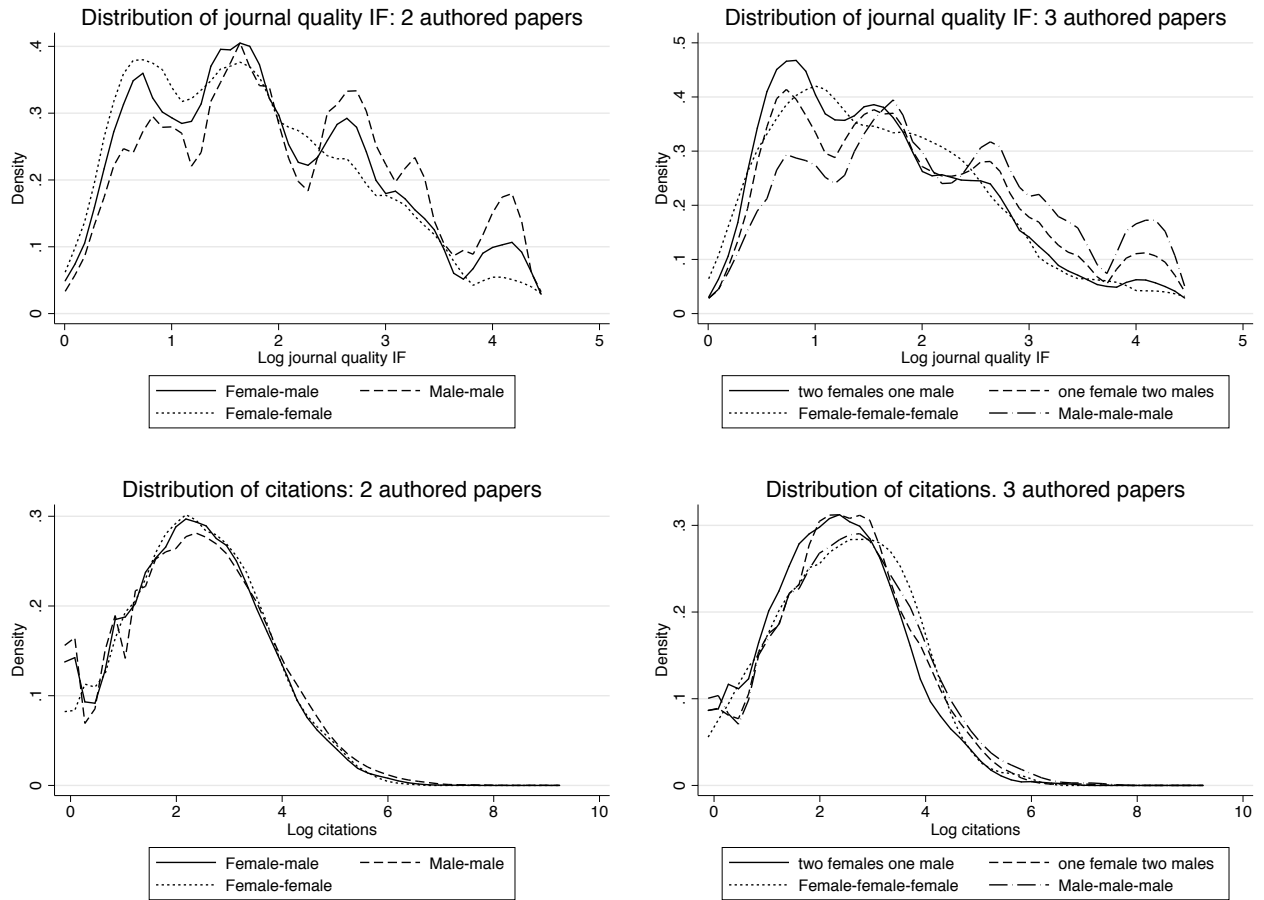 Distribution of journal quality IF: 2 authored papers
Density
0 .1 .2 .3 .4
0 1 2 3 4 5
Log journal quality IF
Female-male Male-male
Female-female
Distribution of journal quality IF: 3 authored papers
Density
0 .1 .2 .3 .4 .5
0 1 2 3 4 5
Log journal quality IF
two females one male one female two males
Female-female-female Male-male-male
Distribution of citations: 2 authored papers
Density
0 .1 .2 .3
0 2 4 6 8 10
Log citations
Female-male Male-male
Female-female
Distribution of citations. 3 authored papers
Density
0 .1 .2 .3
0 2 4 6 8 10
Log citations
two females one male one female two males
Female-female-female Male-male-male